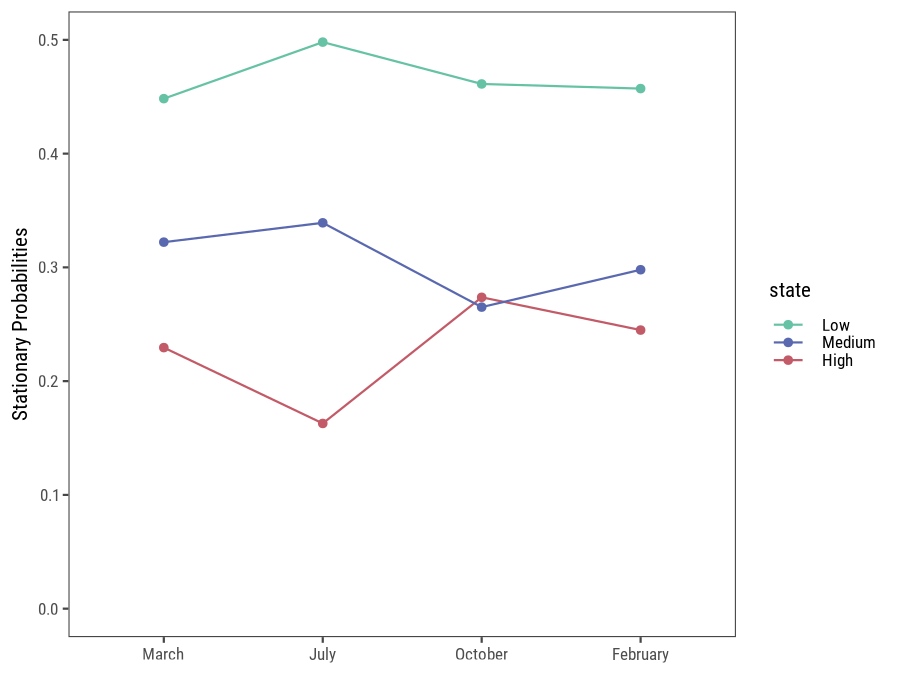 Stationary Probabilities
0.5
0.4
0.3
0.2
0.1
0.0
March
July
October
February
state
Low
Medium
High